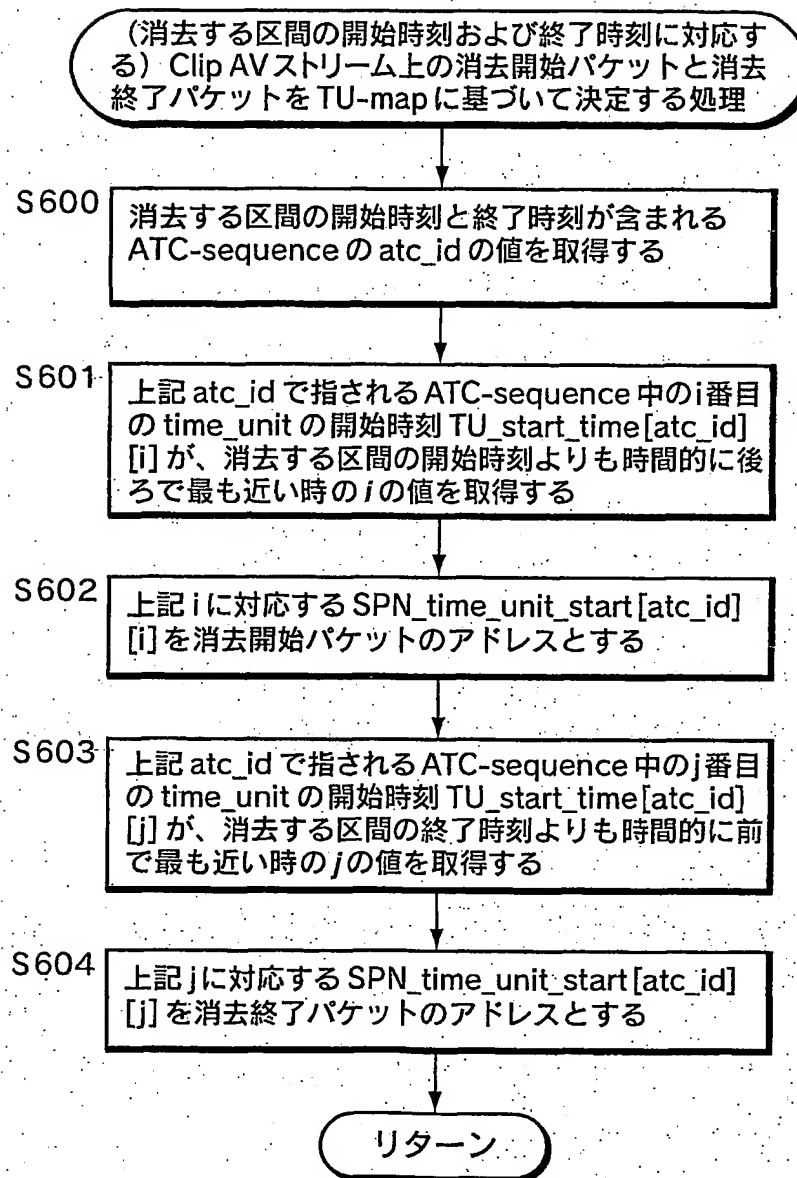 （消去する区間の開始時刻および終了時刻に対応す
る）Clip AVストリーム上の消去開始パケットと消去
終了パケットをTU-mapに基づいて決定する処理
S600
消去する区間の開始時刻と終了時刻が含まれる
ATC-sequenceのatc_idの値を取得する
S601
上記atc_idで指されるATC-sequence中のi番目
のtime_unitの開始時刻TU_start_time[atc_id]
[i]が、消去する区間の開始時刻よりも時間的に後
ろで最も近い時のiの値を取得する
S602
上記iに対応するSPN_time_unit_start[atc_id]
[i]を消去開始パケットのアドレスとする
S603
上記atc_idで指されるATC-sequence中のj番目
のtime_unitの開始時刻TU_start_time[atc_id]
[j]が、消去する区間の終了時刻よりも時間的に前
で最も近い時のjの値を取得する
S604
上記jに対応するSPN_time_unit_start[atc_id]
[j]を消去終了パケットのアドレスとする
リターン